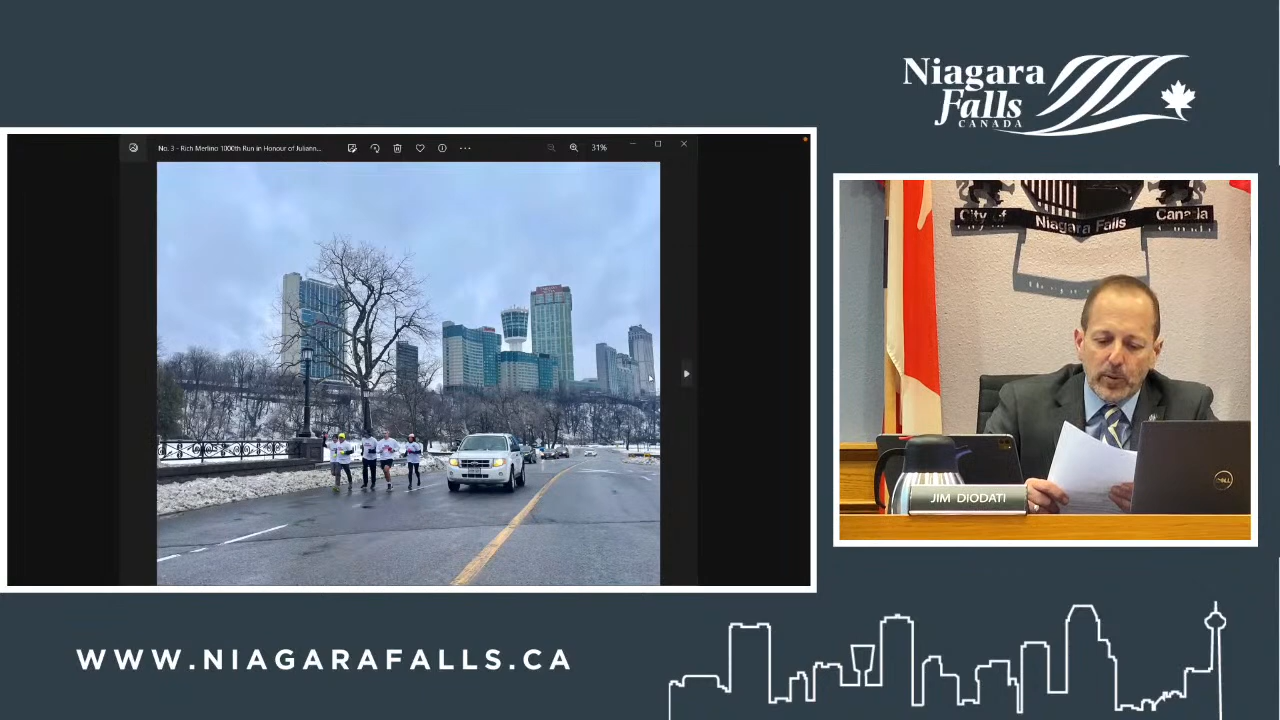 Niagara
Falls
CANADA
No. 3 - Rich Merlino 1000th Run in Honour of Juliann...
31%
City of
Niagara Falls
Canada
JIM DIODATI
DELL
WWW.NIAGARAFALLS.CA